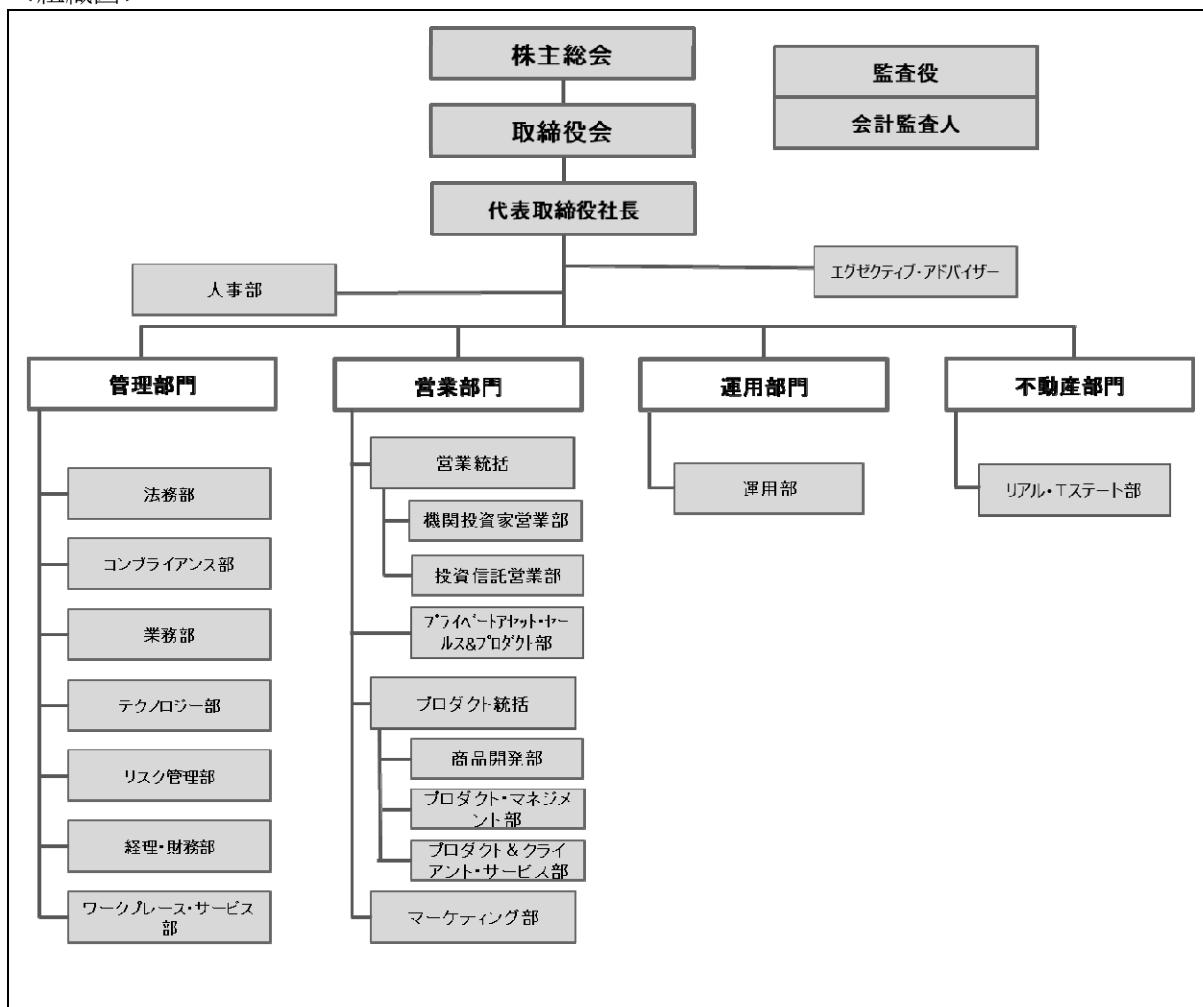 <組織図>
株主総会
監査役
会計監査人
取締役会
代表取締役社長
エグゼクティブ・アドバイザー
人事部
管理部門
営業部門
運用部門
不動産部門
法務部
コンプライアンス部
業務部
テクノロジー部
リスク管理部
経理・財務部
ワークプレース・サービス
部
営業統括
機関投資家営業部
投資信託営業部
プライベートアセット・セー
ルス&プロダクト部
プロダクト統括
商品開発部
プロダクト・マネジメ
ント部
プロダクト&クライ
アント・サービス部
マーケティング部
運用部
リアル・エステート部